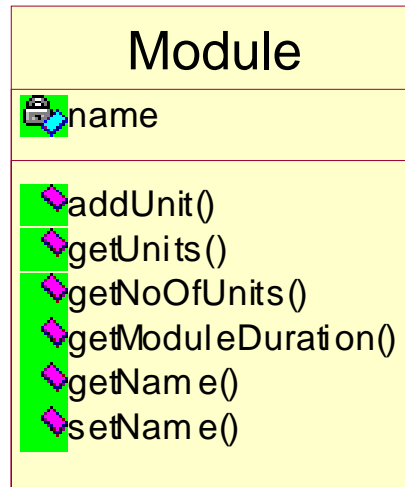 Module
name
addUnit()
getUnits()
getNoOfUnits()
getModuleDuration()
getName()
setName()